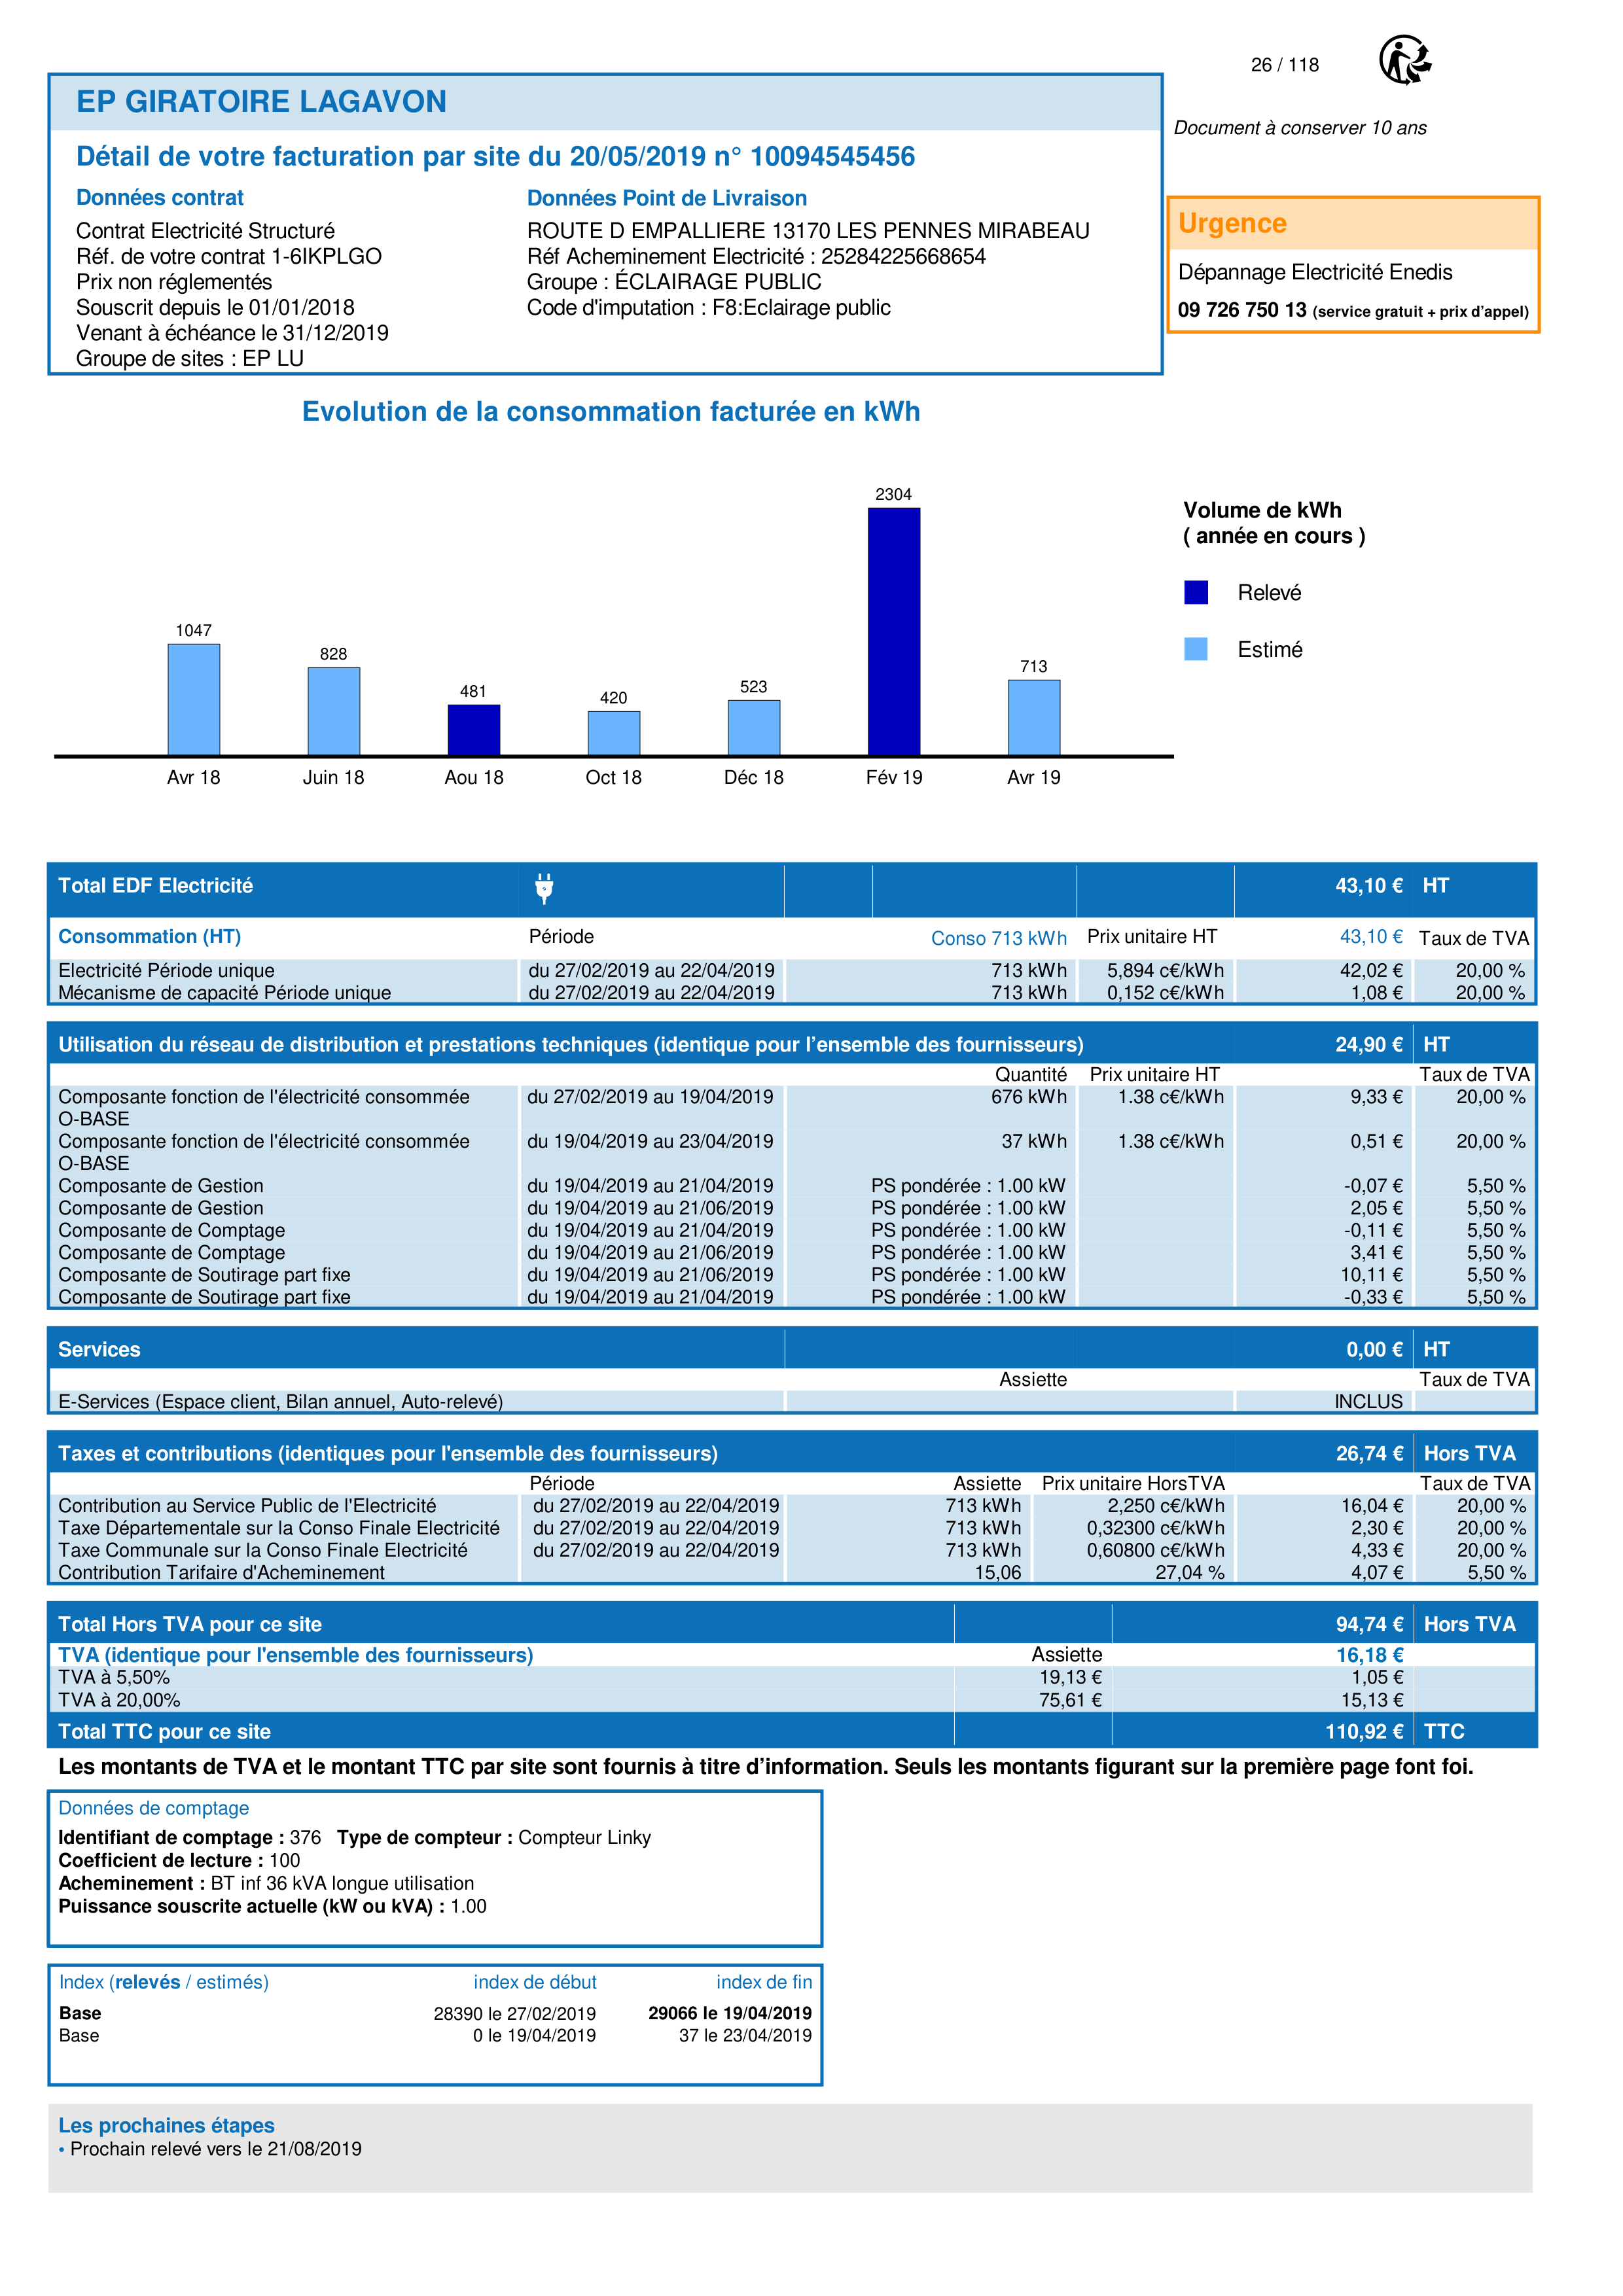 26 / 118
EP GIRATOIRE LAGAVON
Document à conserver 10 ans
Détail de votre facturation par site du 20/05/2019 n° 10094545456
Données contrat
Contrat Electricité Structuré
Réf. de votre contrat 1-6IKPLGO
Prix non réglementés
Souscrit depuis le 01/01/2018
Venant à échéance le 31/12/2019
Groupe de sites : EP LU
Données Point de Livraison
ROUTE D EMPALLIERE 13170 LES PENNES MIRABEAU
Réf Acheminement Electricité : 25284225668654
Groupe : ÉCLAIRAGE PUBLIC
Code d'imputation : F8:Eclairage public
Urgence
Dépannage Electricité Enedis
09 726 750 13 (service gratuit + prix d’appel)
Evolution de la consommation facturée en kWh
1047
828
481
420
523
2304
713
Avr 18
Juin 18
Aou 18
Oct 18
Déc 18
Fév 19
Avr 19
Volume de kWh
( année en cours )
Relevé
Estimé
Total EDF Electricité 43,10 € HT
Consommation (HT) Période Conso 713 kWh Prix unitaire HT 43,10 € Taux de TVA
Electricité Période unique du 27/02/2019 au 22/04/2019 713 kWh 5,894 c€/kWh 42,02 € 20,00 %
Mécanisme de capacité Période unique du 27/02/2019 au 22/04/2019 713 kWh 0,152 c€/kWh 1,08 € 20,00 %
Utilisation du réseau de distribution et prestations techniques (identique pour l’ensemble des fournisseurs) 24,90 € HT
Quantité Prix unitaire HT Taux de TVA
Composante fonction de l'électricité consommée du 27/02/2019 au 19/04/2019 676 kWh 1.38 c€/kWh 9,33 € 20,00 %
O-BASE
Composante fonction de l'électricité consommée du 19/04/2019 au 23/04/2019 37 kWh 1.38 c€/kWh 0,51 € 20,00 %
O-BASE
Composante de Gestion du 19/04/2019 au 21/04/2019 PS pondérée : 1.00 kW -0,07 € 5,50 %
Composante de Gestion du 19/04/2019 au 21/06/2019 PS pondérée : 1.00 kW 2,05 € 5,50 %
Composante de Comptage du 19/04/2019 au 21/04/2019 PS pondérée : 1.00 kW -0,11 € 5,50 %
Composante de Comptage du 19/04/2019 au 21/06/2019 PS pondérée : 1.00 kW 3,41 € 5,50 %
Composante de Soutirage part fixe du 19/04/2019 au 21/06/2019 PS pondérée : 1.00 kW 10,11 € 5,50 %
Composante de Soutirage part fixe du 19/04/2019 au 21/04/2019 PS pondérée : 1.00 kW -0,33 € 5,50 %
Services 0,00 € HT
Assiette Taux de TVA
E-Services (Espace client, Bilan annuel, Auto-relevé) INCLUS
Taxes et contributions (identiques pour l'ensemble des fournisseurs) 26,74 € Hors TVA
Période Assiette Prix unitaire HorsTVA Taux de TVA
Contribution au Service Public de l'Electricité du 27/02/2019 au 22/04/2019 713 kWh 2,250 c€/kWh 16,04 € 20,00 %
Taxe Départementale sur la Conso Finale Electricité du 27/02/2019 au 22/04/2019 713 kWh 0,32300 c€/kWh 2,30 € 20,00 %
Taxe Communale sur la Conso Finale Electricité du 27/02/2019 au 22/04/2019 713 kWh 0,60800 c€/kWh 4,33 € 20,00 %
Contribution Tarifaire d'Acheminement 15,06 27,04 % 4,07 € 5,50 %
Total Hors TVA pour ce site 94,74 € Hors TVA
TVA (identique pour l'ensemble des fournisseurs) Assiette 16,18 €
TVA à 5,50% 19,13 € 1,05 €
TVA à 20,00% 75,61 € 15,13 €
Total TTC pour ce site 110,92 € TTC
Les montants de TVA et le montant TTC par site sont fournis à titre d’information. Seuls les montants figurant sur la première page font foi.
Données de comptage
Identifiant de comptage : 376 Type de compteur : Compteur Linky
Coefficient de lecture : 100
Acheminement : BT inf 36 kVA longue utilisation
Puissance souscrite actuelle (kW ou kVA) : 1.00
Index (relevés / estimés) index de début index de fin
Base 28390 le 27/02/2019 29066 le 19/04/2019
Base 0 le 19/04/2019 37 le 23/04/2019
Les prochaines étapes
• Prochain relevé vers le 21/08/2019